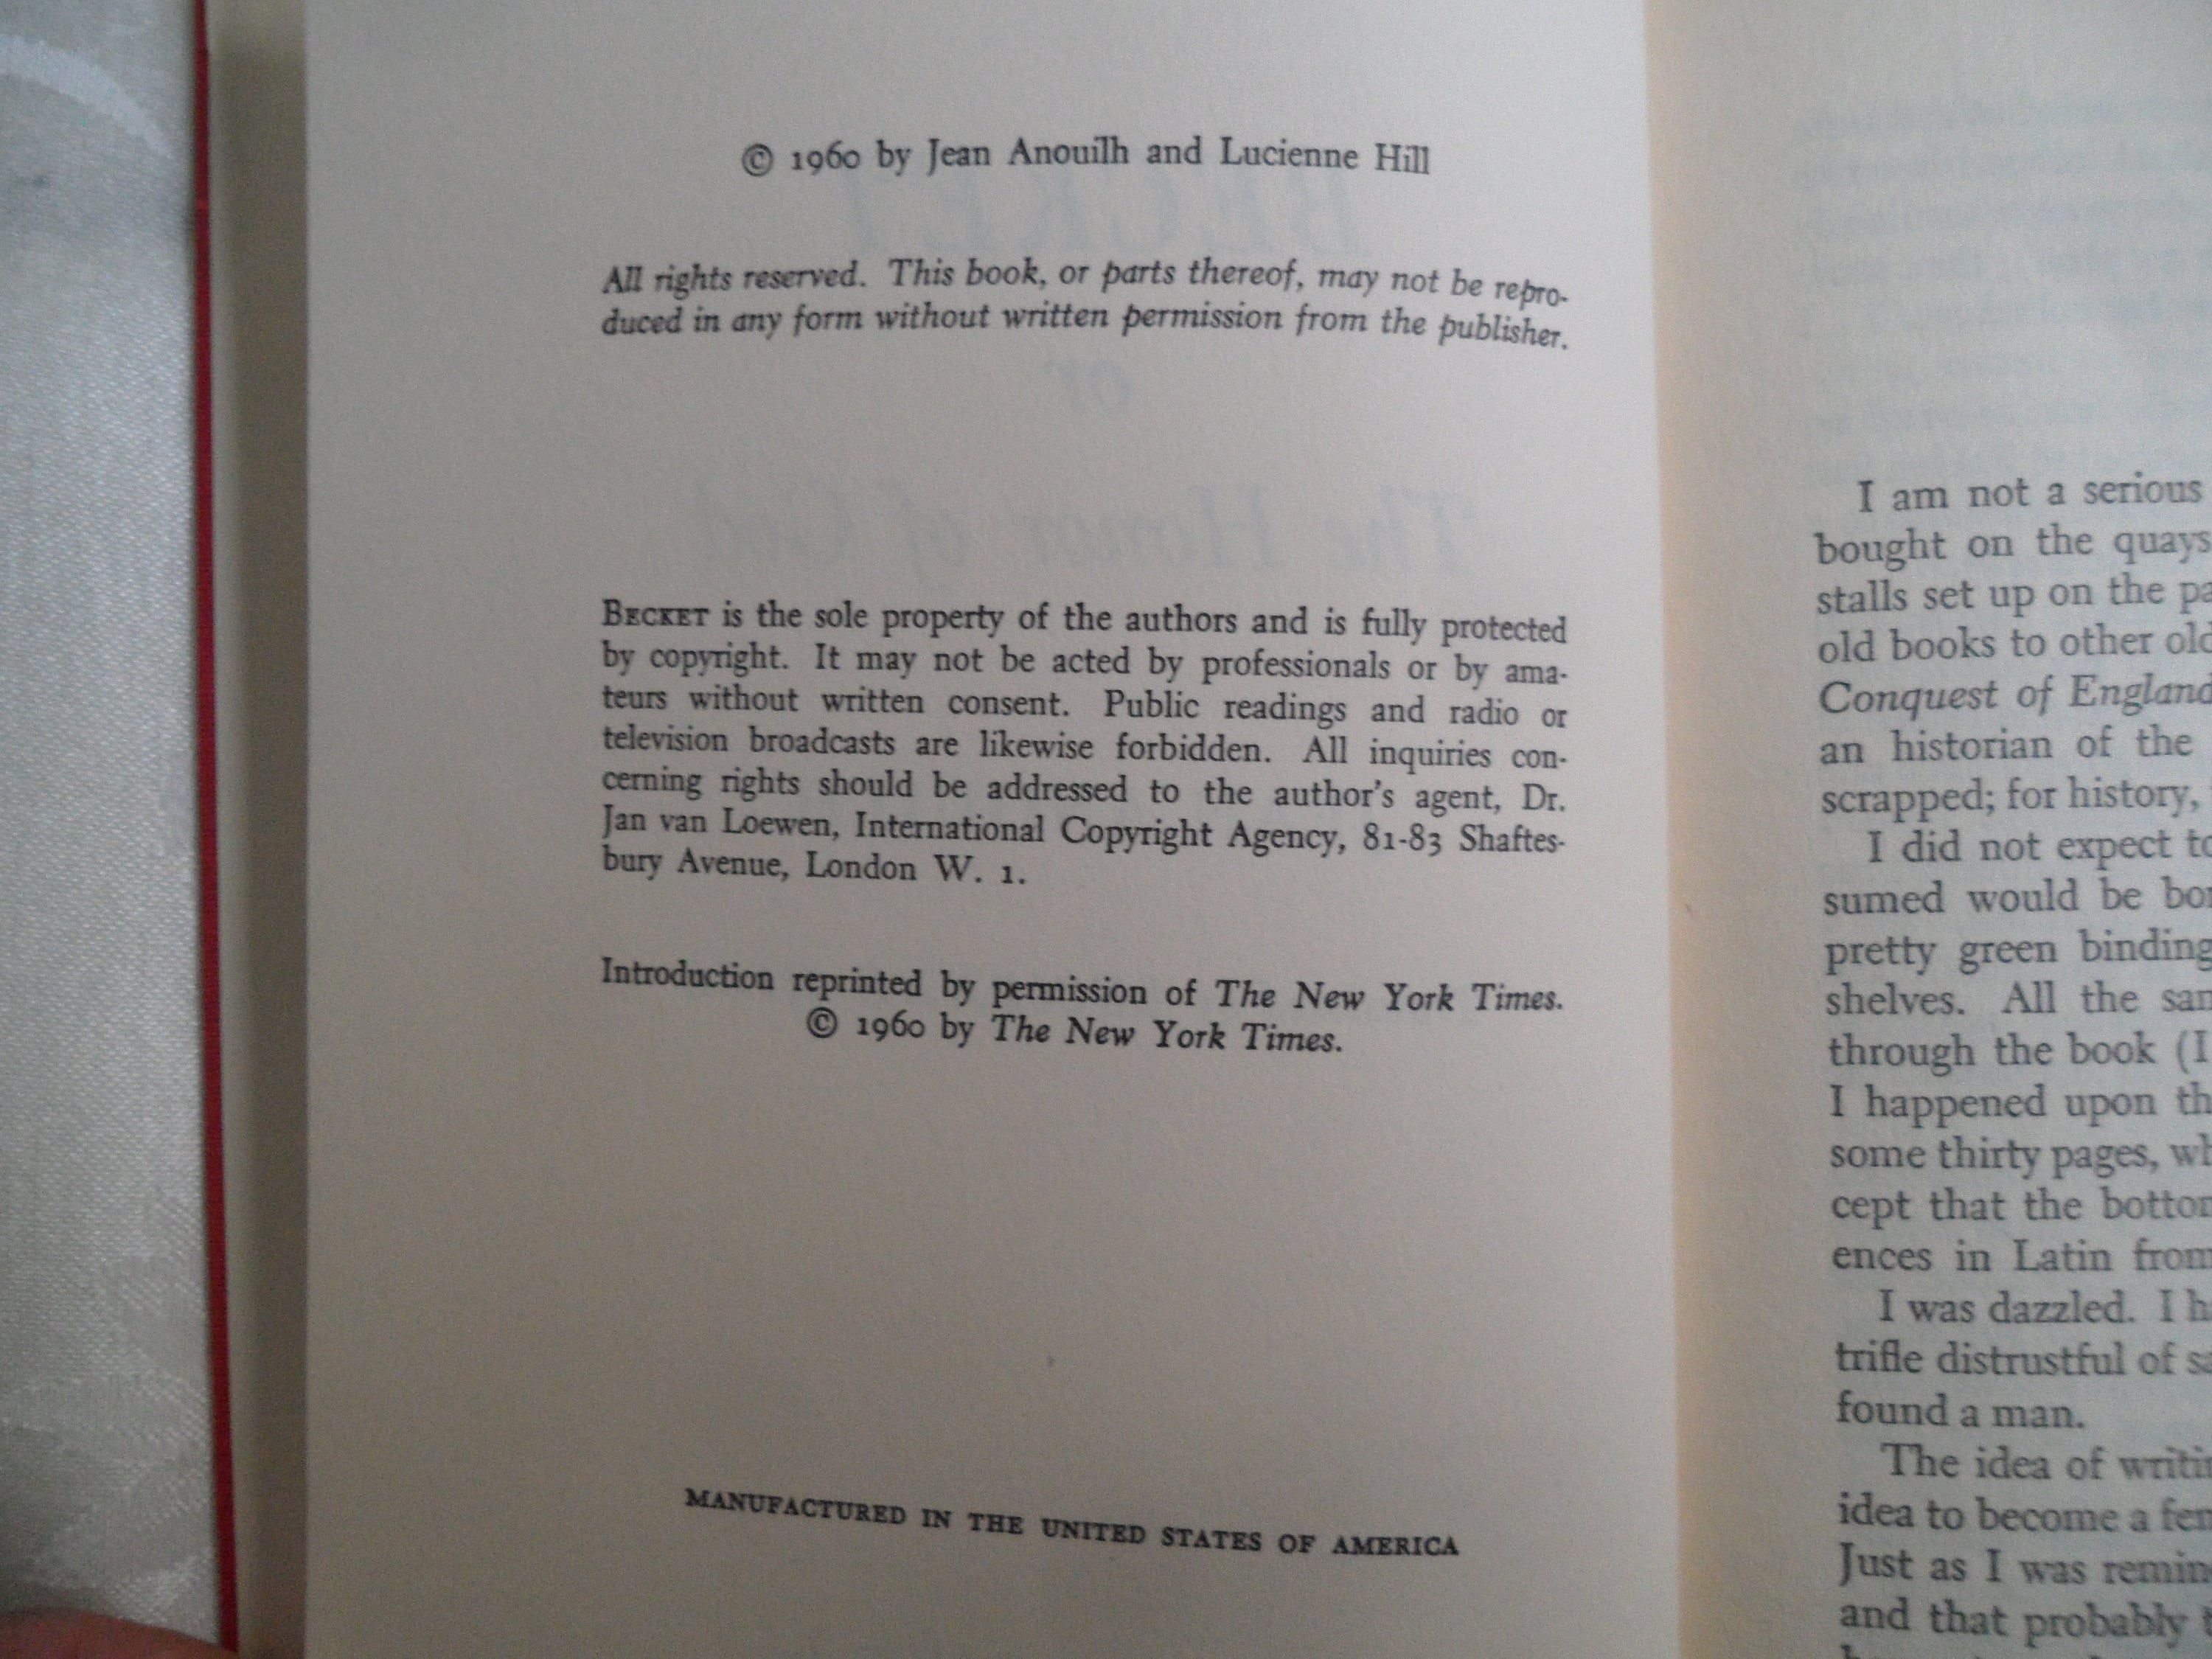 © 1960 by Jean Anouilh and Lucienne Hill
All rights reserved. This book, or parts thereof, may not be repro-
duced in any form without written permission from the publisher.
BECKET is the sole property of the authors and is fully protected
by copyright. It may not be acted by professionals or by ama-
teurs without written consent. Public readings and radio or
television broadcasts are likewise forbidden. All inquiries con-
cerning rights should be addressed to the author's agent, Dr.
Jan van Loewen, International Copyright Agency, 81-83 Shaftes-
bury Avenue, London W. 1.
Introduction reprinted by permission of The New York Times.
© 1960 by The New York Times.
MANUFACTURED IN THE UNITED STATES OF AMERICA
I am not a serious
bought on the quays
stalls set up on the
old books to other
Conquest of England
an historian of the
scrapped; for history,
I did not expect
sumed would be
pretty green binding
shelves. All the
through the book (I
I happened upon
some thirty pages,
cept that the
ences in Latin from
I was dazzled. I
trifle distrustful of
found a man.
The idea of
idea to become a
Just as I was
and that probably